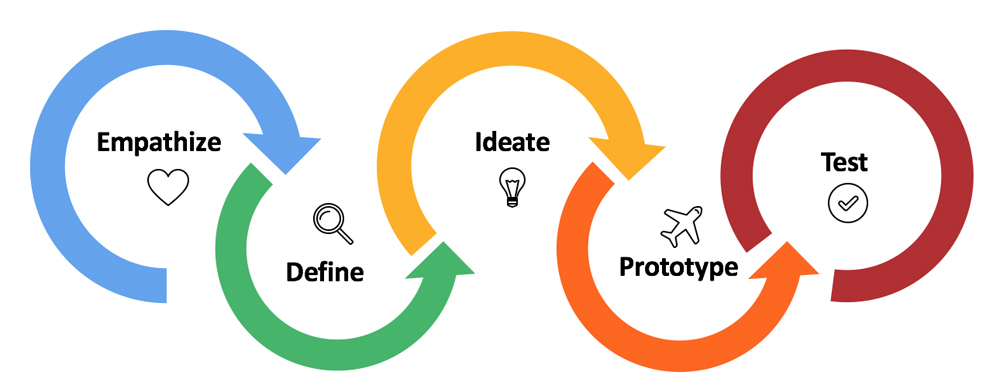 Empathize
Define
Ideate
Prototype
Test